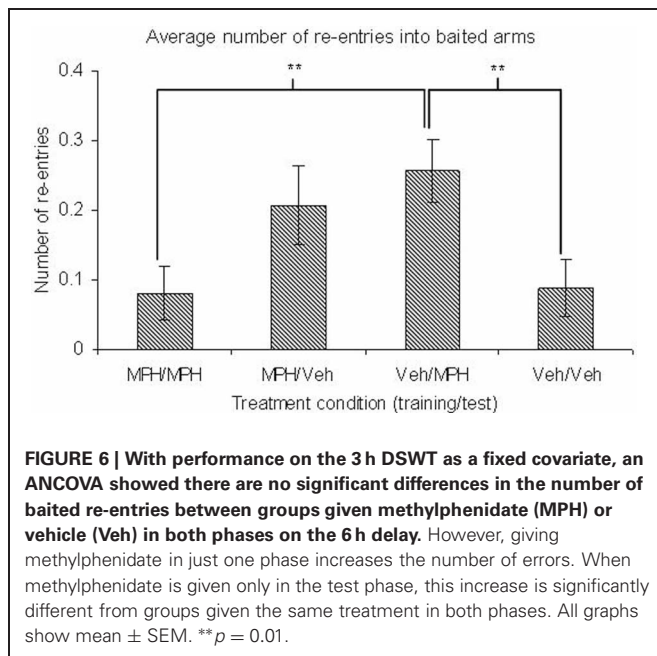 Average number of re-entries into baited arms
0.4
0.3
0.2
0.1
0
Number of re-entries
**
**
MPH/MPH
MPH/Veh
Veh/MPH
Veh/Veh
Treatment condition (training/test)
FIGURE 6 | With performance on the 3 h DSWT as a fixed covariate, an
ANCOVA showed there are no significant differences in the number of
baited re-entries between groups given methylphenidate (MPH) or
vehicle (Veh) in both phases on the 6 h delay. However, giving
methylphenidate in just one phase increases the number of errors. When
methylphenidate is given only in the test phase, this increase is significantly
different from groups given the same treatment in both phases. All graphs
show mean ± SEM. **p = 0.01.